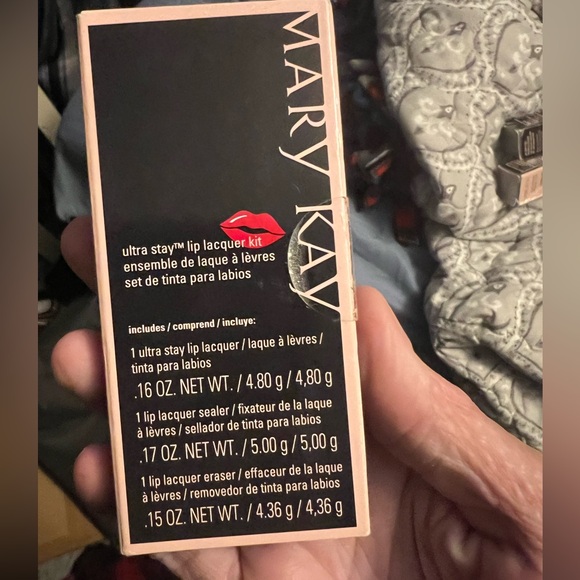 MARY KAY
ultra stay™ lip lacquer kit
ensemble de laque à lèvres
set de tinta para labios
includes / comprend / incluye:
1 ultra stay lip lacquer / laque à lèvres /
tinta para labios
.16 OZ. NET WT. / 4.80 g / 4,80 g
1 lip lacquer sealer / fixateur de la laque
à lèvres / sellador de tinta para labios
.17 OZ. NET WT. / 5.00 g / 5,00 g
1 lip lacquer eraser / effaceur de la laque
à lèvres / removedor de tinta para labios
.15 OZ. NET WT. / 4.36 g / 4,36 g